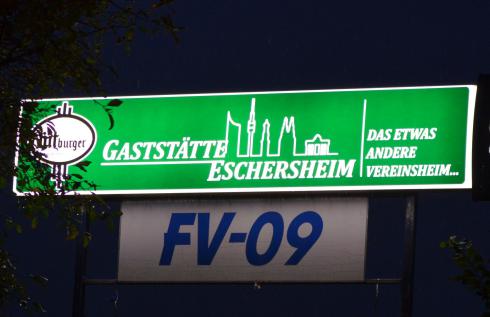 burger
GASTSTÄTTE
ESCHERSHEIM
DAS ETWAS
ANDERE
VEREINSHEIM...
FV-09